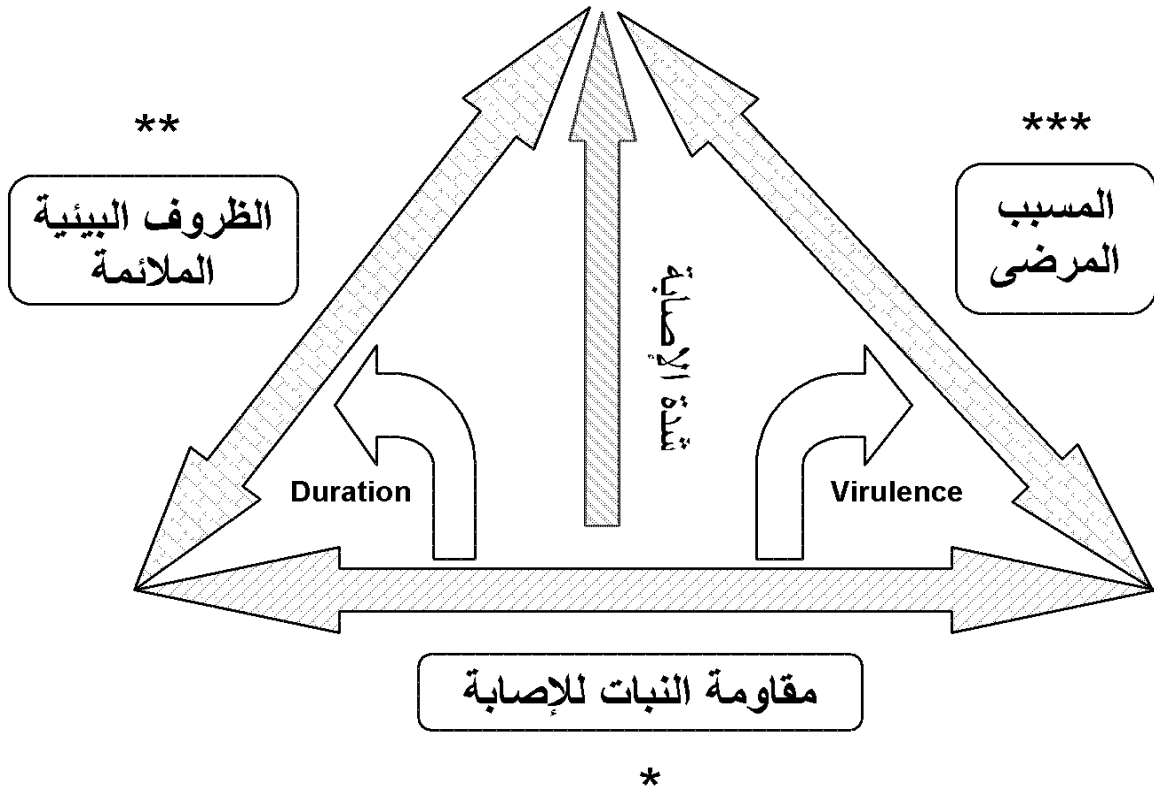 ***
**
المسبب
المرضى
الظروف البيئية
الملائمة
شدة الإصابة
Duration
Virulence
مقاومة النبات للإصابة
*